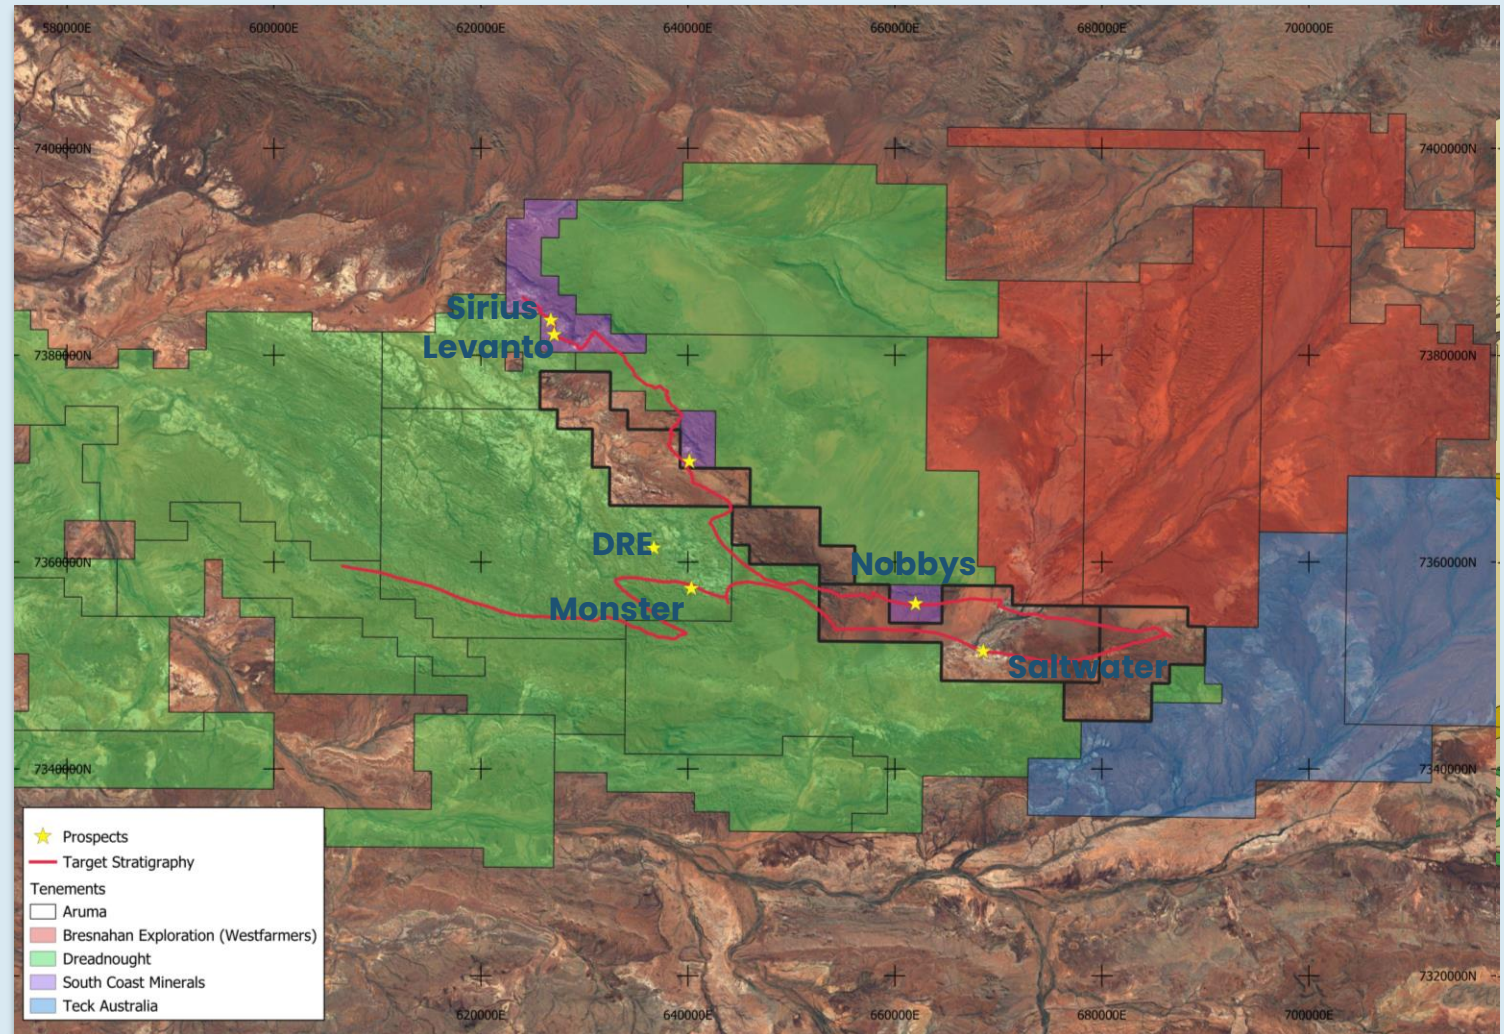 580000E 600000E 620000E 640000E 660000E 680000E 700000E
7400000N 7400000N
Sirius
Levanto
7380000N 7380000N
DRE
Nobbys
7360000N 7360000N
Monster
Saltwater
7340000N 7340000N
Prospects
Target Stratigraphy
Tenements
Aruma
Bresnahan Exploration (Westfarmers)
Dreadnought
South Coast Minerals
Teck Australia
7320000N
620000E 640000E 660000E 680000E 700000E